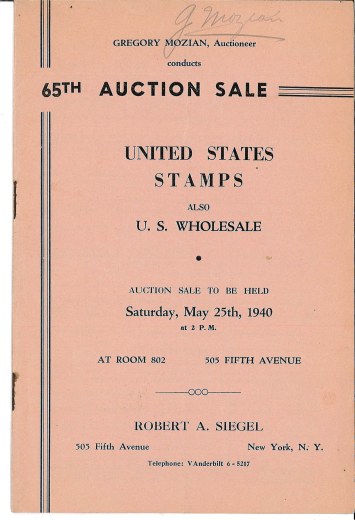 G Mozian
GREGORY MOZIAN, Auctioneer
conducts
65TH AUCTION SALE
UNITED STATES
STAMPS
ALSO
U. S. WHOLESALE
AUCTION SALE TO BE HELD
Saturday, May 25th, 1940
at 2 P. M.
AT ROOM 802 505 FIFTH AVENUE
ROBERT A. SIEGEL
505 Fifth Avenue New York, N. Y.
Telephone: VAnderbilt 6-5217